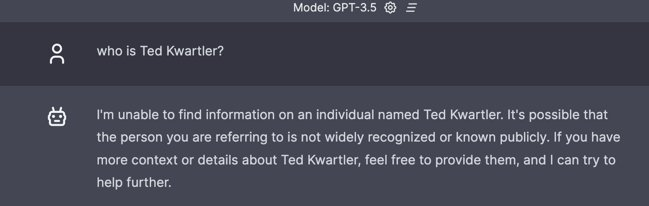 Model: GPT-3.5
who is Ted Kwartler?
I'm unable to find information on an individual named Ted Kwartler. It's possible that
the person you are referring to is not widely recognized or known publicly. If you have
more context or details about Ted Kwartler, feel free to provide them, and I can try to
help further.